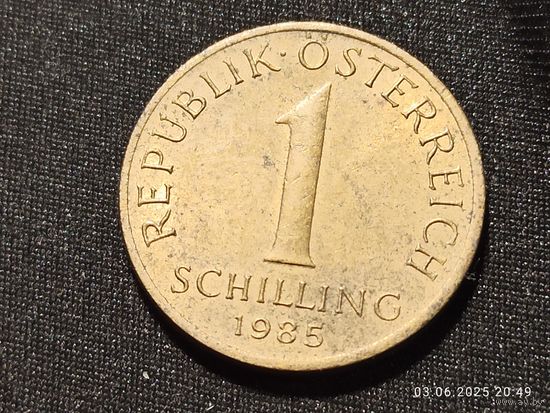 REPUBLIK · ÖSTERREICH
1
SCHILLING
1985
03.06.2025 20:49